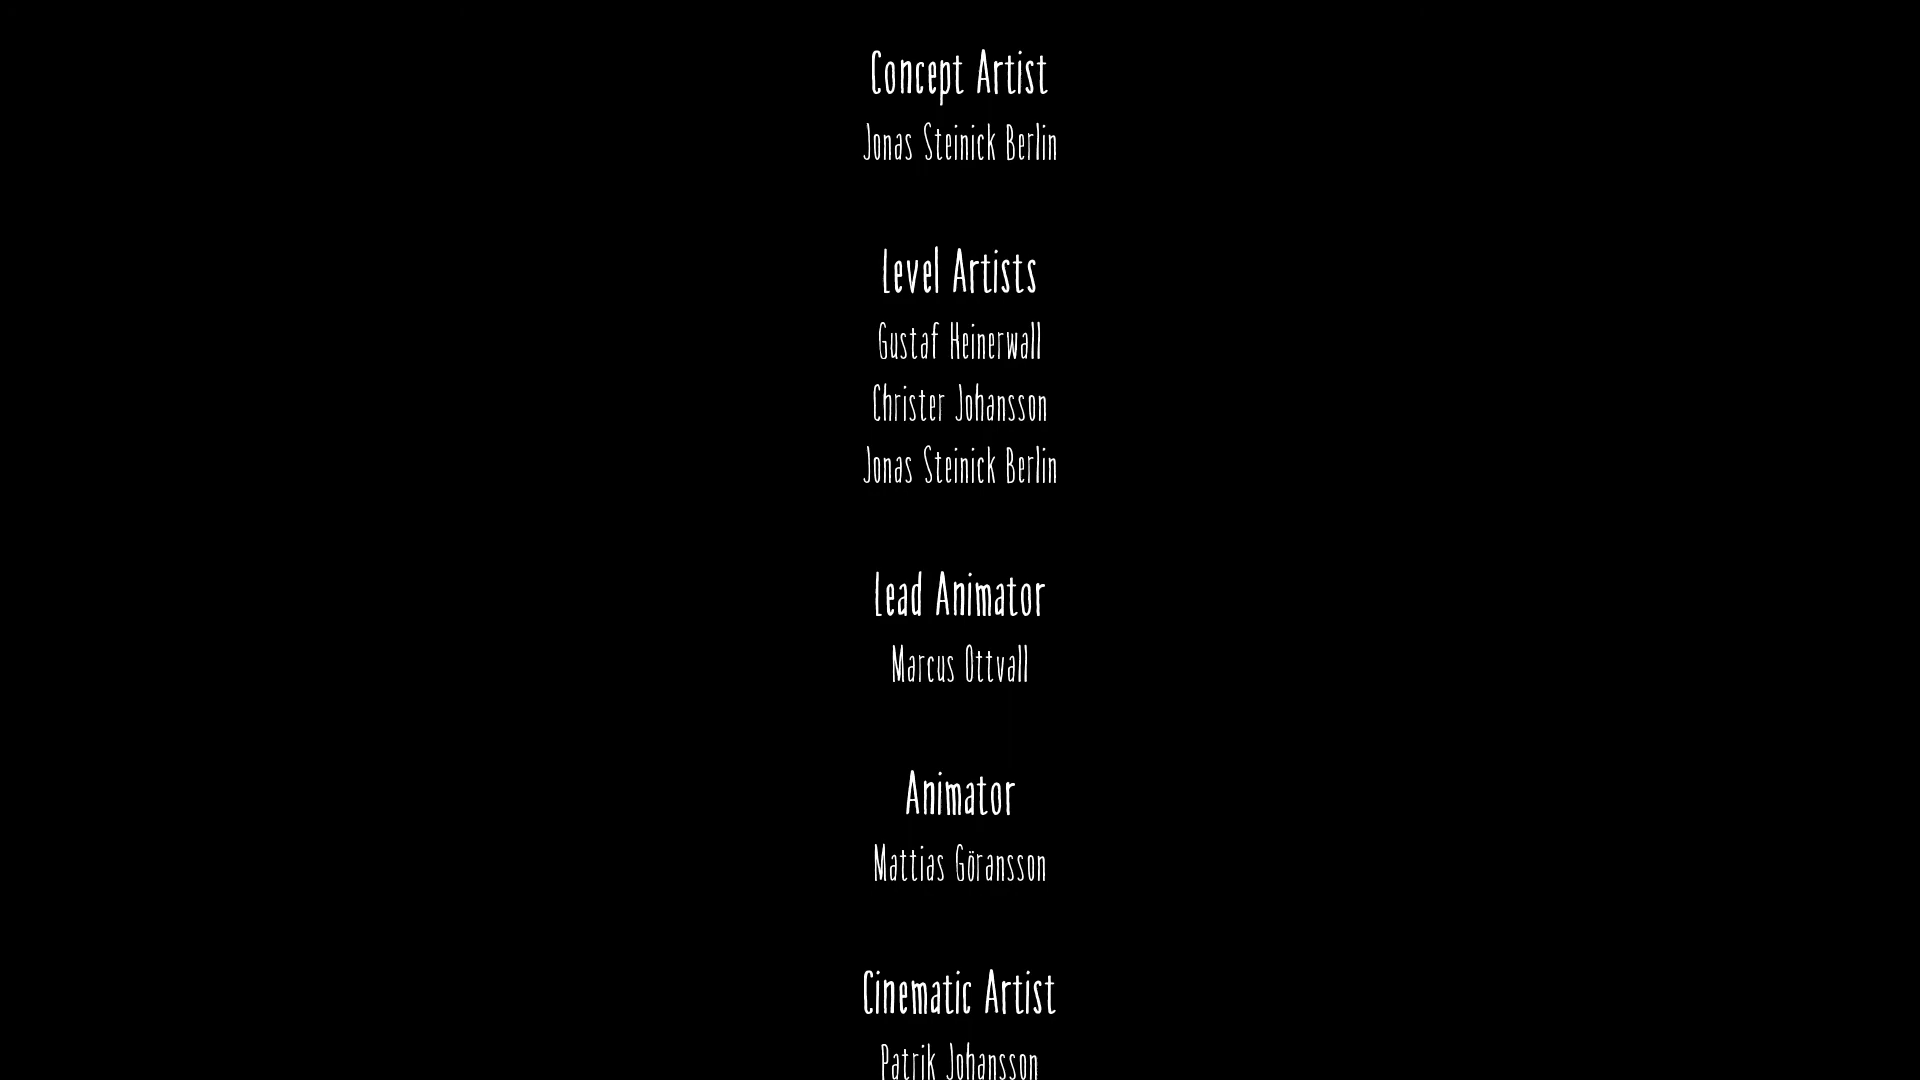 Concept Artist
Jonas Steinick Berlin
Level Artists
Gustaf Heinerwall
Christer Johansson
Jonas Steinick Berlin
Lead Animator
Marcus Ottvall
Animator
Mattias Göransson
Cinematic Artist
Patrik Johansson